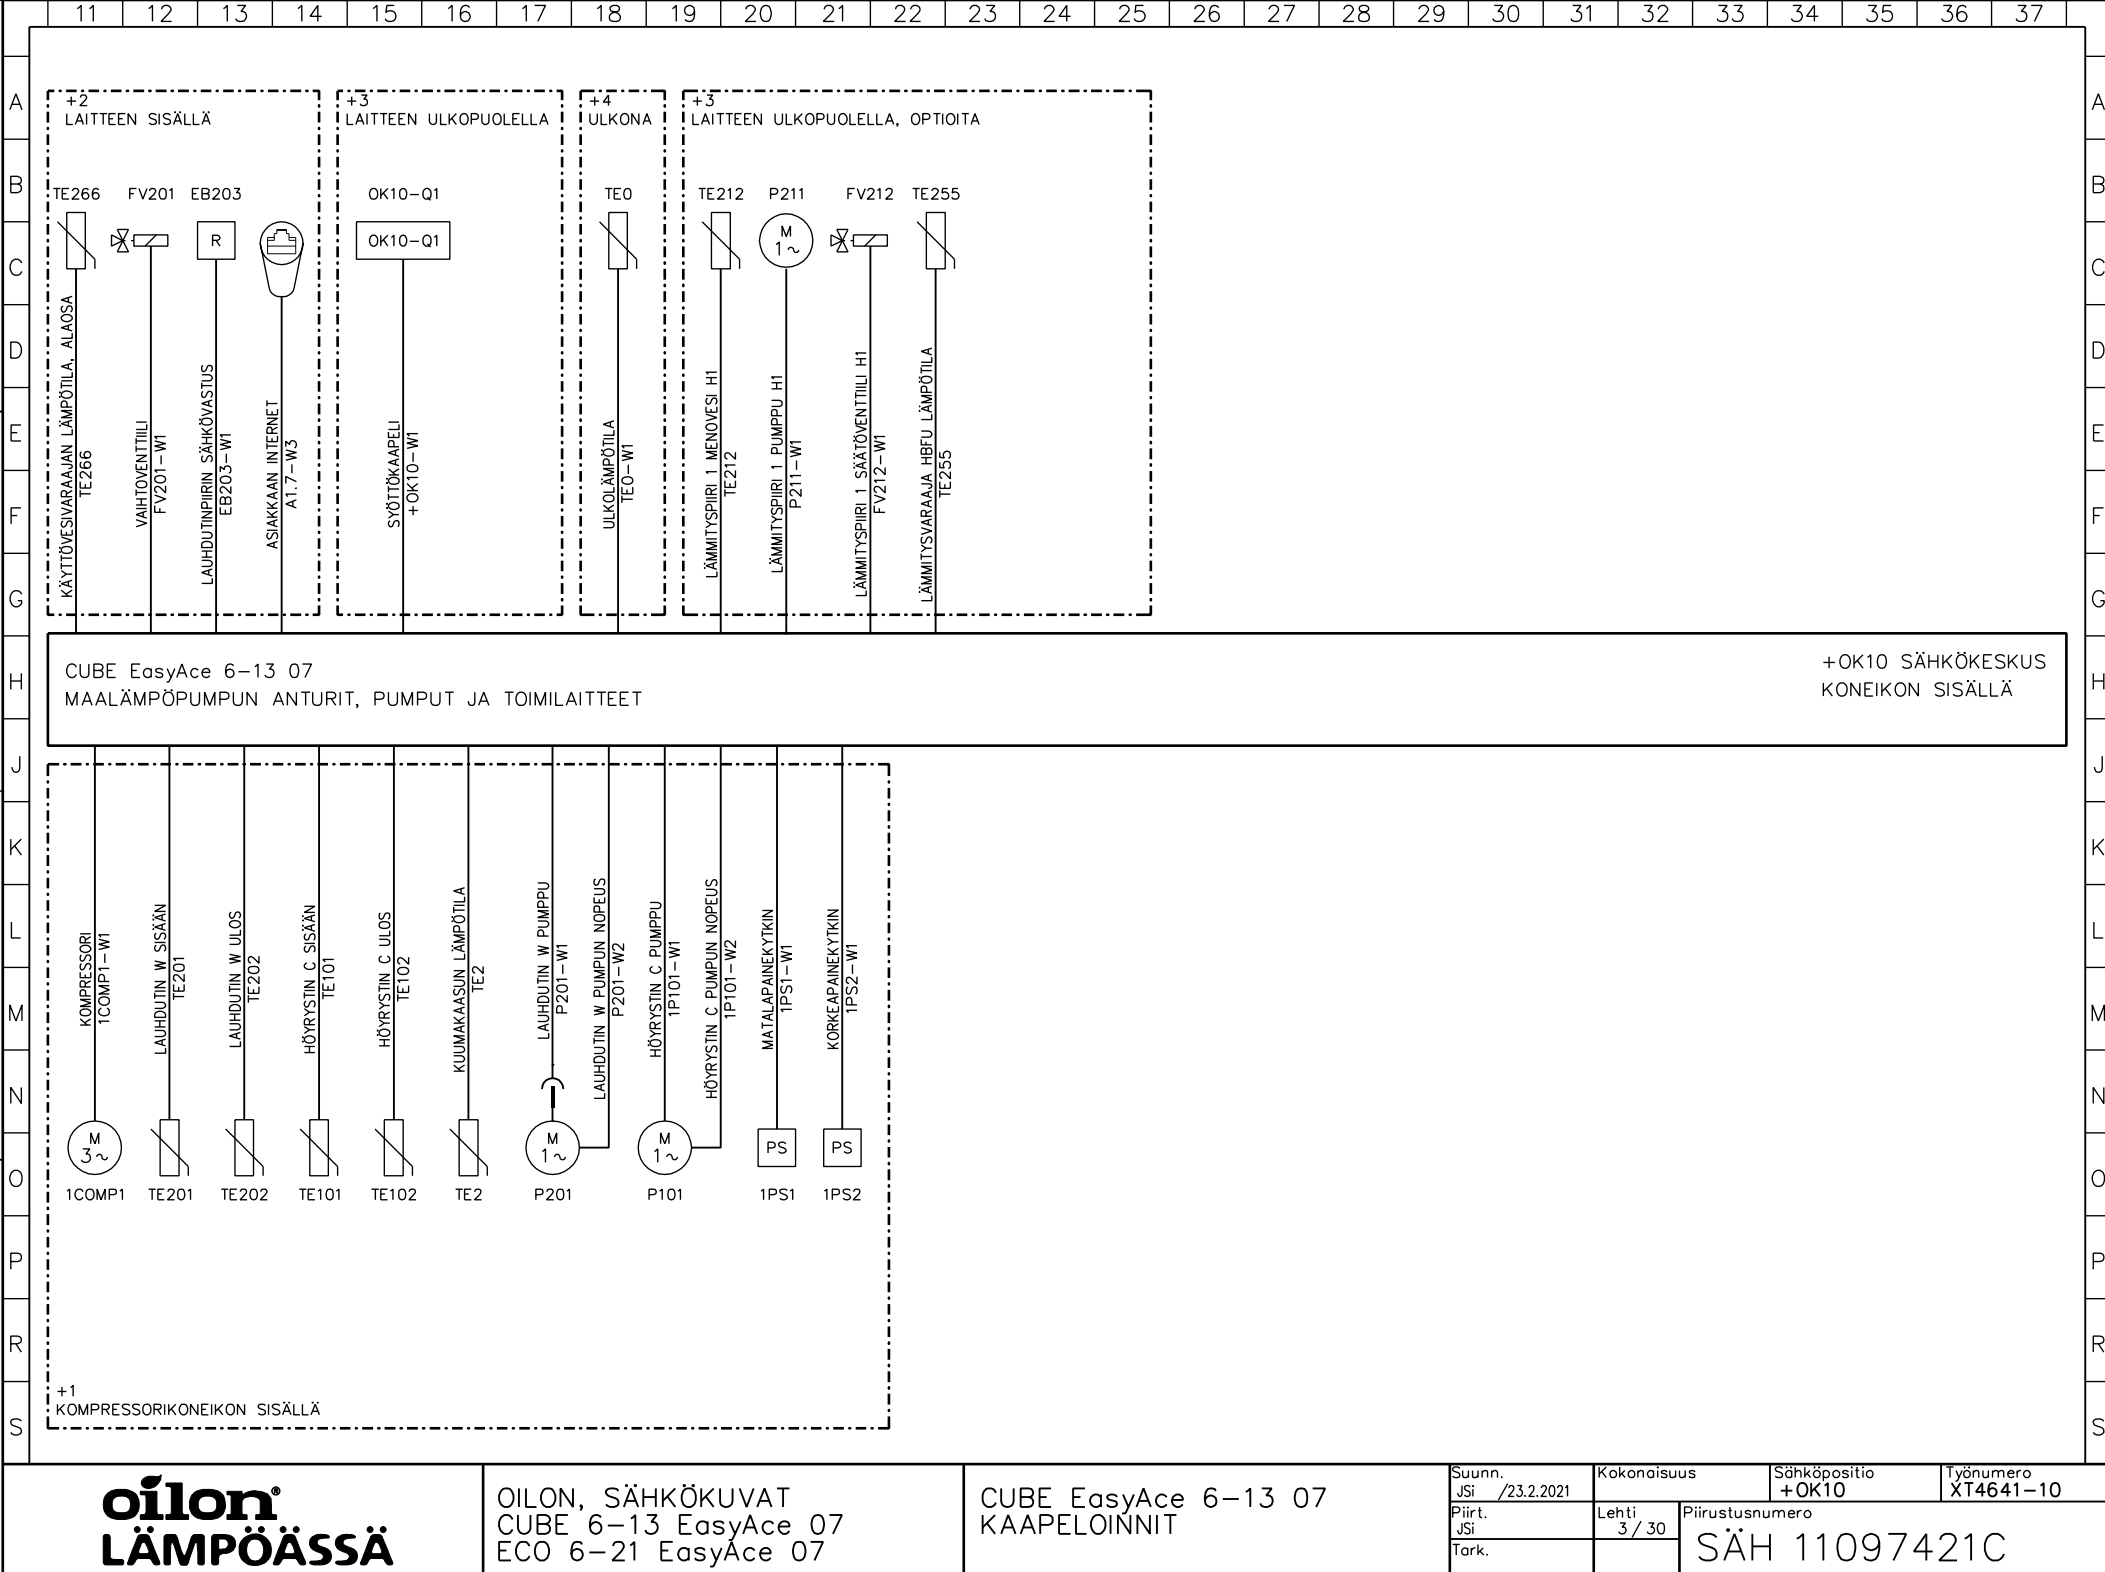 11 12 13 14 15 16 17 18 19 20 21 22 23 24 25 26 27 28 29 30 31 32 33 34 35 36 37
A
B
C
D
E
F
G
H
J
K
L
M
N
O
P
R
S
A
B
C
D
E
F
G
H
J
K
L
M
N
O
P
R
S
+2
LAITTEEN SISÄLLÄ
+3
LAITTEEN ULKOPUOLELLA
+4
ULKONA
+3
LAITTEEN ULKOPUOLELLA, OPTIOITA
TE266
FV201
EB203
OK10-Q1
TE0
TE212
P211
FV212
TE255
R
OK10-Q1
M
1~
KÄYTTÖVESIVARAAJAN LÄMPÖTILA, ALAOSA
TE266
VAIHTOVENTTIILI
FV201-W1
LAUHDUTINPIIRIN SÄHKÖVASTUS
EB203-W1
ASIAKKAAN INTERNET
A1.7-W3
SYÖTTÖKAAPELI
+OK10-W1
ULKOLÄMPÖTILA
TE0-W1
LÄMMITYSPIIRI 1 MENOVESI H1
TE212
LÄMMITYSPIIRI 1 PUMPPU H1
P211-W1
LÄMMITYSPIIRI 1 SÄÄTÖVENTTIILI H1
FV212-W1
LÄMMITYSVARAAJA HBFU LÄMPÖTILA
TE255
CUBE EasyAce 6-13 07
MAALÄMPÖPUMPUN ANTURIT, PUMPUT JA TOIMILAITTEET
+OK10 SÄHKÖKESKUS
KONEIKON SISÄLLÄ
KOMPRESSORI
1COMP1-W1
LAUHDUTIN W SISÄÄN
TE201
LAUHDUTIN W ULOS
TE202
HÖYRYSTIN C SISÄÄN
TE101
HÖYRYSTIN C ULOS
TE102
KUUMAKAASUN LÄMPÖTILA
TE2
LAUHDUTIN W PUMPPU
P201-W1
LAUHDUTIN W PUMPUN NOPEUS
P201-W2
HÖYRYSTIN C PUMPPU
1P101-W1
HÖYRYSTIN C PUMPUN NOPEUS
1P101-W2
MATALAPAINEKYTKIN
1PS1-W1
KORKEAPAINEKYTKIN
1PS2-W1
M
3~
M
1~
M
1~
PS
PS
1COMP1
TE201
TE202
TE101
TE102
TE2
P201
P101
1PS1
1PS2
+1
KOMPRESSORIKONEIKON SISÄLLÄ
oilon®
LÄMPÖÄSSÄ
OILON, SÄHKÖKUVAT
CUBE 6-13 EasyAce 07
ECO 6-21 EasyAce 07
CUBE EasyAce 6-13 07
KAAPELOINNIT
Suunn.
JSi /23.2.2021
Piirt.
JSi
Tark.
Kokonaisuus
Lehti
3/30
Sähköpositio
+OK10
Työnumero
XT4641-10
Piirustusnumero
SÄH 11097421C